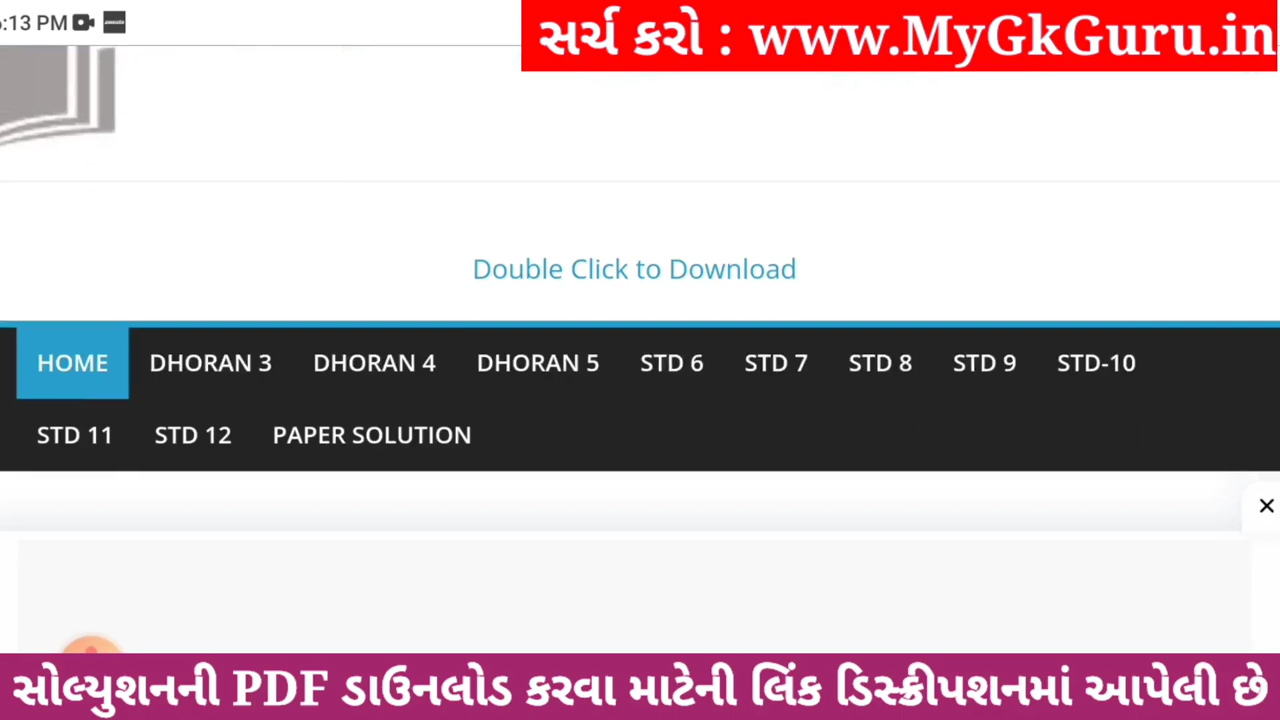 :13 PM
સર્ચ કરો : www.MyGkGuru.in
Double Click to Download
HOME DHORAN 3 DHORAN 4 DHORAN 5 STD 6 STD 7 STD 8 STD 9 STD-10
STD 11 STD 12 PAPER SOLUTION
સોલ્યુશનની PDF ડાઉનલોડ કરવા માટેની લિંક ડિસ્ક્રીપશનમાં આપેલી છે